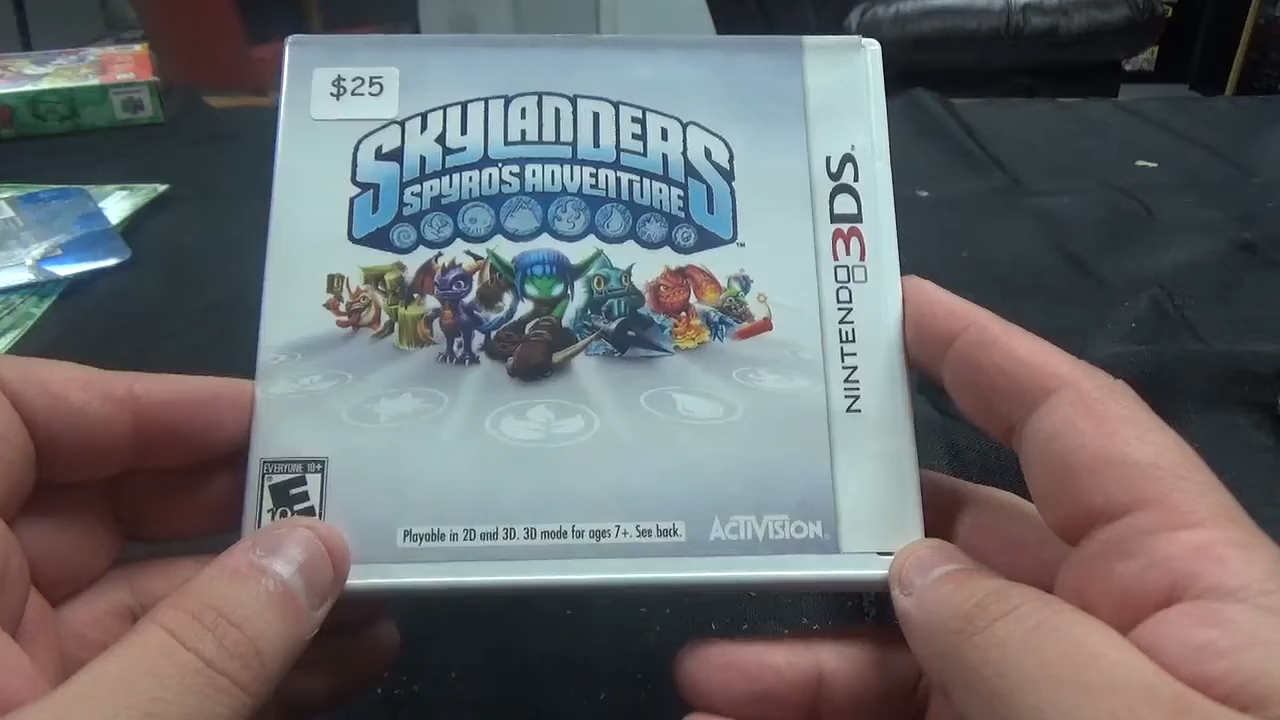 $25
SKYLANDERS
SPYRO'S ADVENTURE
TM
NINTENDO 3DS
EVERYONE 10+
E
Playable in 2D and 3D. 3D mode for ages 7+. See back.
ACTIVISION